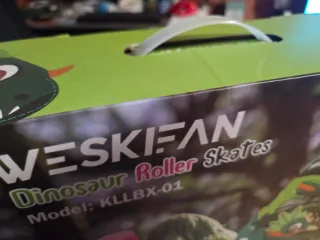 WESKIFAN
Dinosaur Roller Skates
Model: KLLBX-01